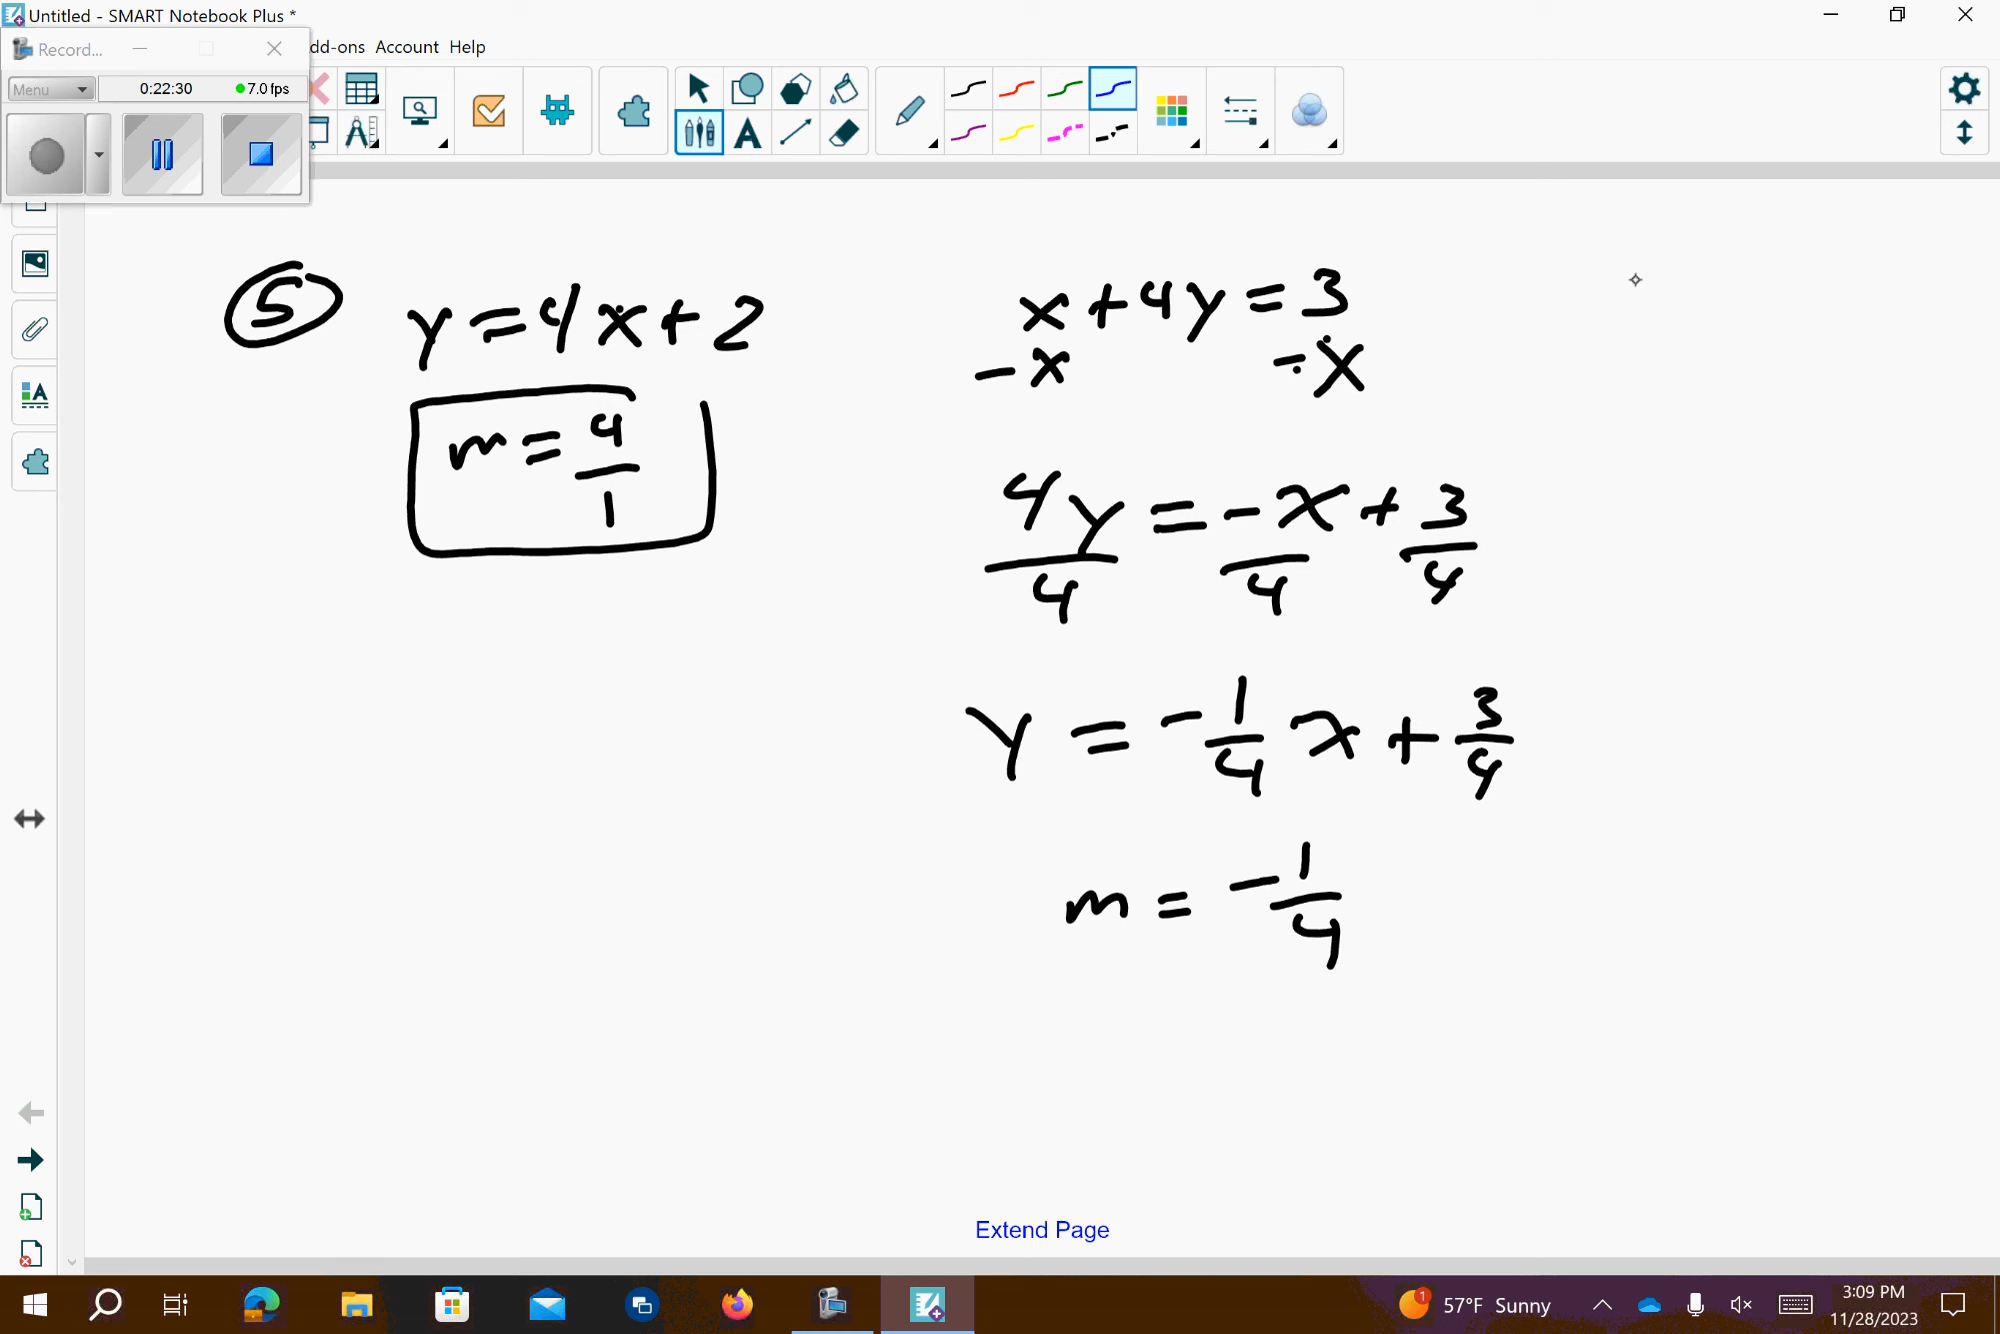 Untitled - SMART Notebook Plus *
Record...
dd-ons Account Help
Menu 0:22:30 7.0 fps
5 y = 4x + 2
m = 4/1
x + 4y = 3
- x - x
4y/4 = -x/4 + 3/4
y = -1/4 x + 3/4
m = -1/4
Extend Page
1 57°F Sunny
3:09 PM
11/28/2023